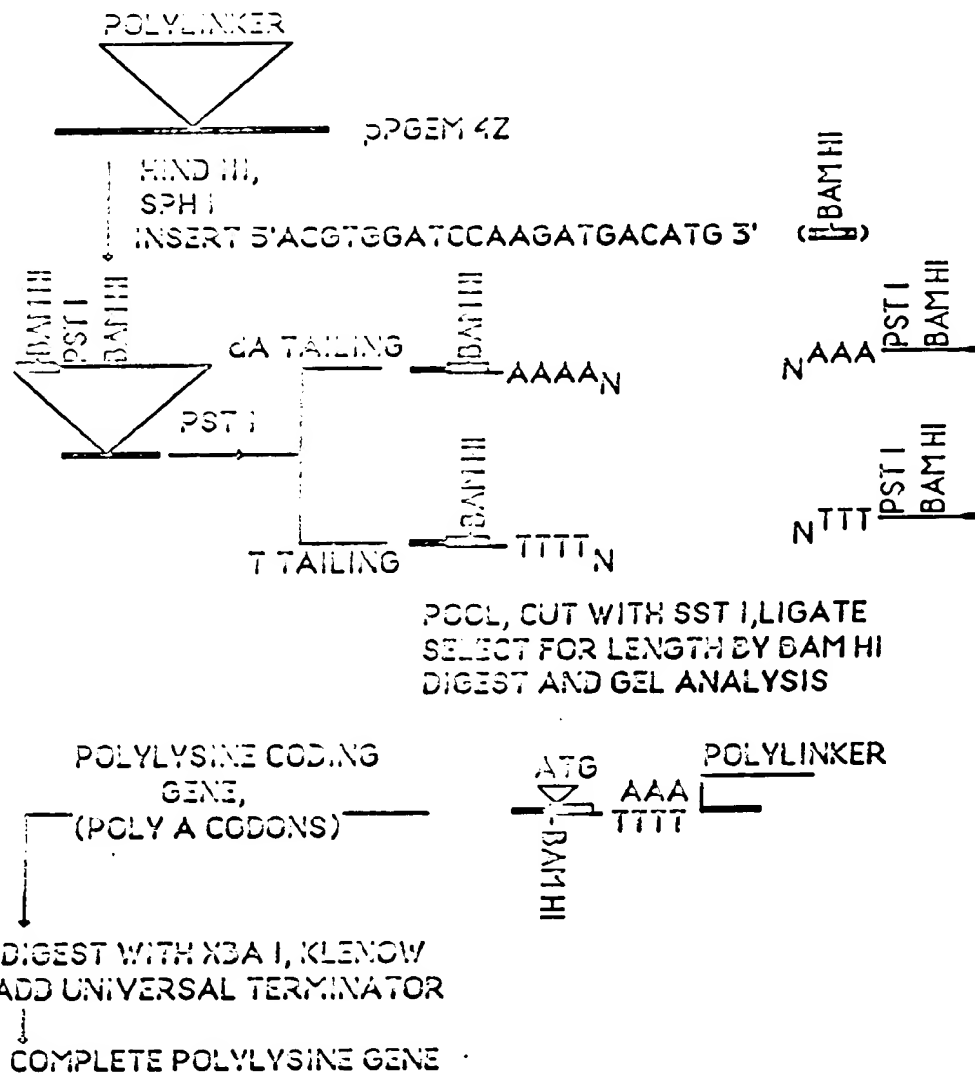 POLYLINKER
pPGEM 4Z
HIND III,
SPH I
INSERT 5'ACGTGGATCCAAGATGACATG 3'
(
BAM HI
)
BAM HI
PST I
BAM HI
dA TAILING
BAM HI
AAAA N
N AAA
PST I
BAM HI
PST I
T TAILING
BAM HI
TTTT N
N TTT
PST I
BAM HI
POOL, CUT WITH SST I, LIGATE
SELECT FOR LENGTH BY BAM HI
DIGEST AND GEL ANALYSIS
POLYLYSINE CODING
GENE,
(POLY A CODONS)
ATG
BAM HI
AAA
TTTT
POLYLINKER
DIGEST WITH XBA I, KLENOW
ADD UNIVERSAL TERMINATOR
COMPLETE POLYLYSINE GENE